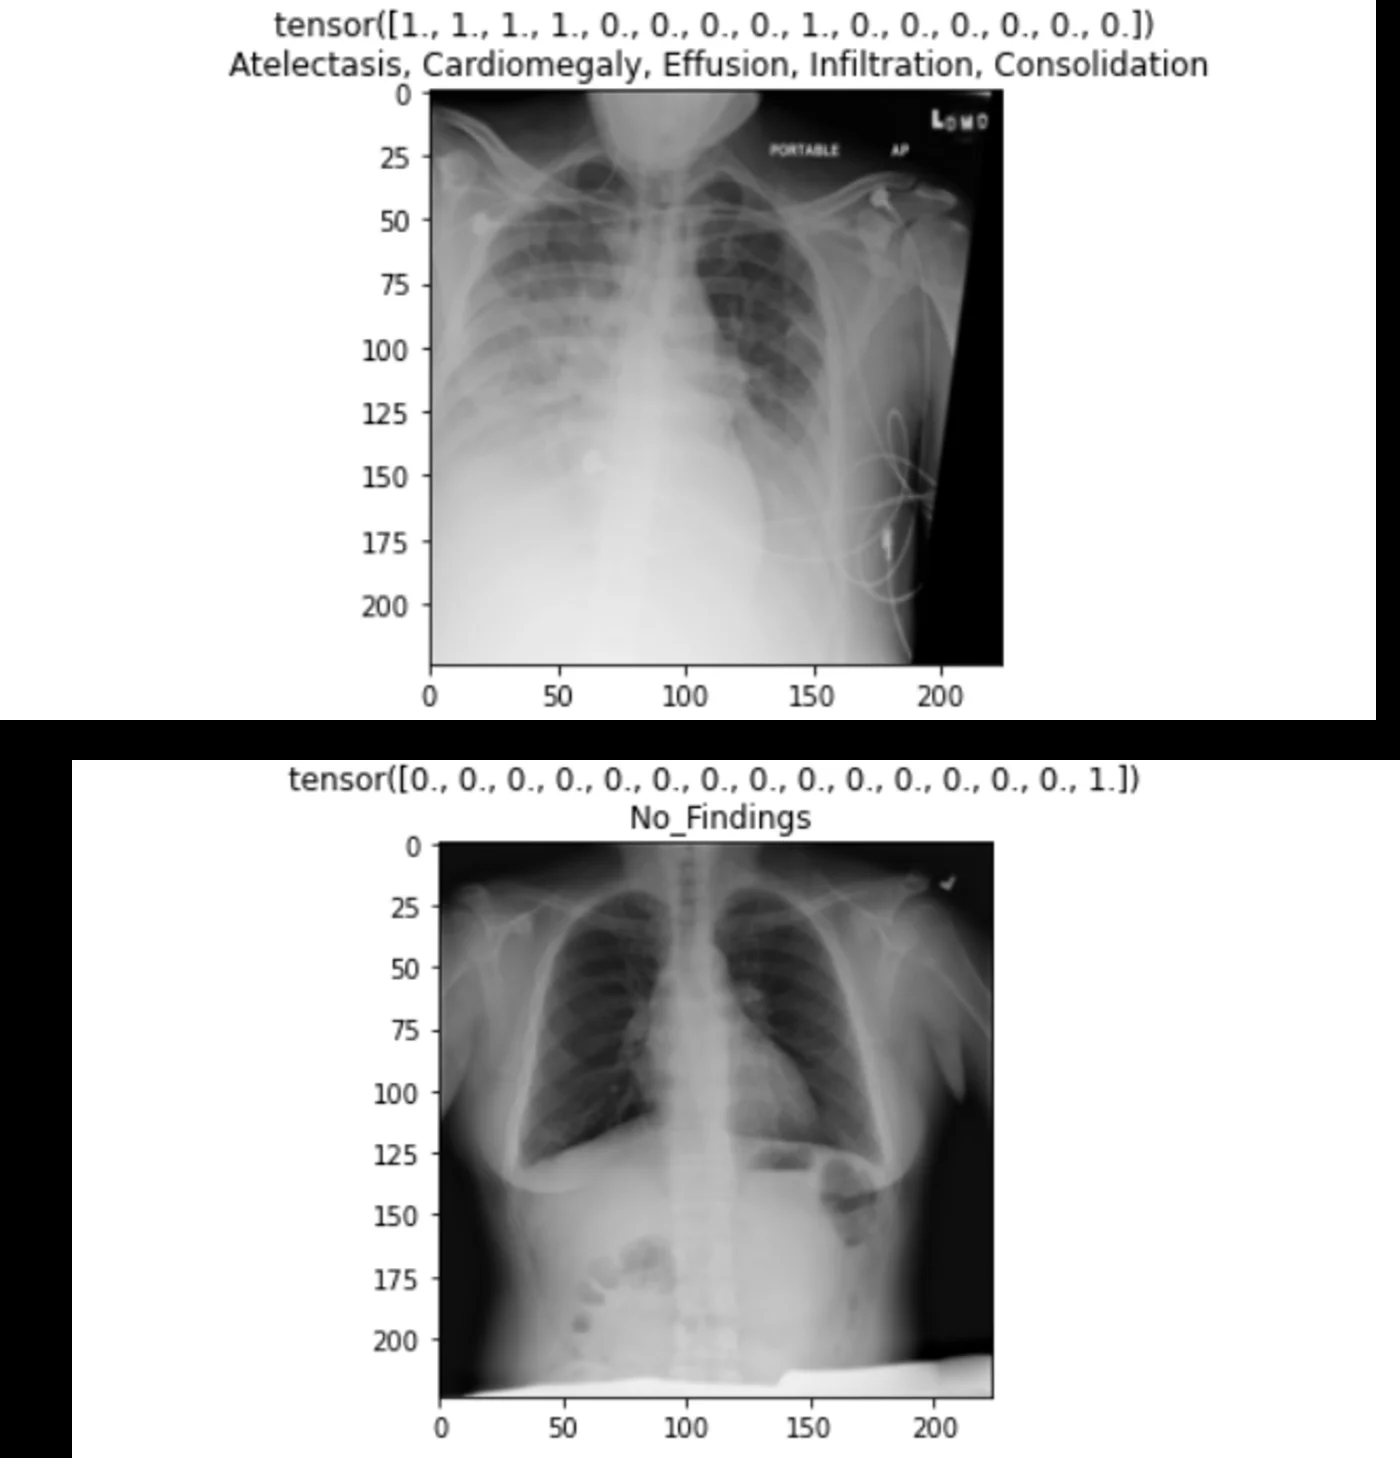 tensor([1., 1., 1., 1., 0., 0., 0., 0., 1., 0., 0., 0., 0., 0., 0.])
Atelectasis, Cardiomegaly, Effusion, Infiltration, Consolidation
0
LDMD
PORTABLE AP
25
50
75
100
125
150
175
200
0 50 100 150 200
tensor([0., 0., 0., 0., 0., 0., 0., 0., 0., 0., 0., 0., 0., 0., 1.])
No_Findings
0
25
50
75
100
125
150
175
200
0 50 100 150 200